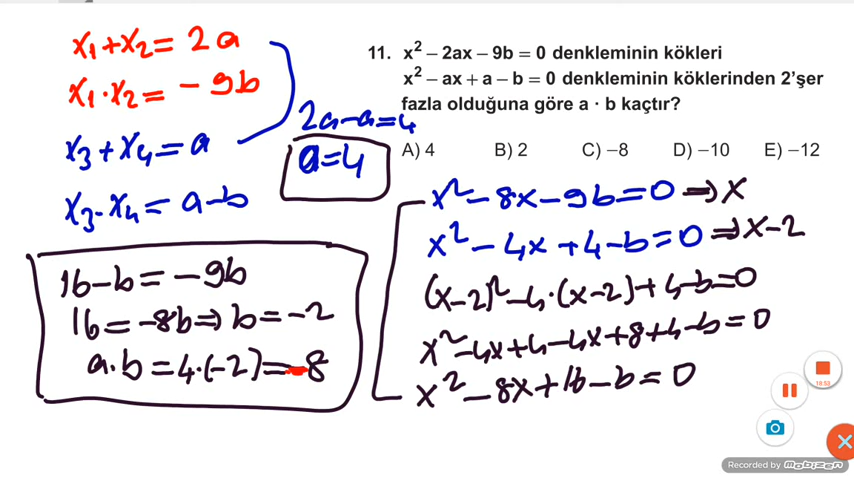 x₁+x₂= 2a
x₁.x₂= -9b
x₃+x₄=a
x₃.x₄= a-b
2a-a=4
a=4
11. x² – 2ax – 9b = 0 denkleminin kökleri
x² – ax + a – b = 0 denkleminin köklerinden 2'şer
fazla olduğuna göre a · b kaçtır?
A) 4 B) 2 C) –8 D) –10 E) –12
x²-8x-9b=0 ⇒x
x²-4x+4-b=0⇒x-2
(x-2)²-4.(x-2)+4-b=0
x²-4x+4-4x+8+4-b=0
x²-8x+16-b=0
16-b=-9b
16=-8b⇒b=-2
a.b=4.(-2)=-8
18:53
Recorded by mobizen